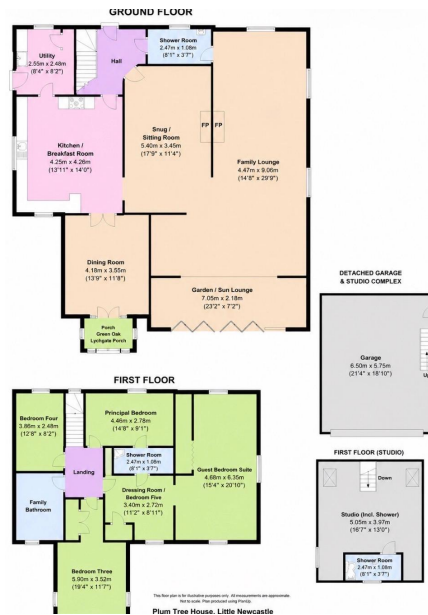 GROUND FLOOR
Utility
2.55m x 2.48m
(8'4" x 8'2")
Hall
Shower Room
2.47m x 1.08m
(8'1" x 3'7")
Kitchen /
Breakfast Room
4.25m x 4.26m
(13'11" x 14'0")
Snug /
Sitting Room
5.40m x 3.45m
(17'9" x 11'4")
FP
FP
Family Lounge
4.47m x 9.06m
(14'8" x 29'9")
Dining Room
4.18m x 3.55m
(13'9" x 11'8")
Garden / Sun Lounge
7.05m x 2.18m
(23'2" x 7'2")
Porch
Green Oak
Lychgate Porch
DETACHED GARAGE
& STUDIO COMPLEX
Garage
6.50m x 5.75m
(21'4" x 18'10")
Up
FIRST FLOOR
Bedroom Four
3.86m x 2.48m
(12'8" x 8'2")
Principal Bedroom
4.46m x 2.78m
(14'8" x 9'1")
Shower Room
2.47m x 1.08m
(8'1" x 3'7")
Landing
Guest Bedroom Suite
4.68m x 6.35m
(15'4" x 20'10")
Family
Bathroom
Dressing Room /
Bedroom Five
3.40m x 2.72m
(11'2" x 8'11")
Bedroom Three
5.90m x 3.52m
(19'4" x 11'7")
FIRST FLOOR (STUDIO)
Down
Studio (Incl. Shower)
5.05m x 3.97m
(16'7" x 13'0")
Shower Room
2.47m x 1.08m
(8'1" x 3'7")
This floor plan is for illustrative purposes only. All measurements are approximate.
Not to scale. Plan produced using PlanUp.
Plum Tree House, Little Newcastle